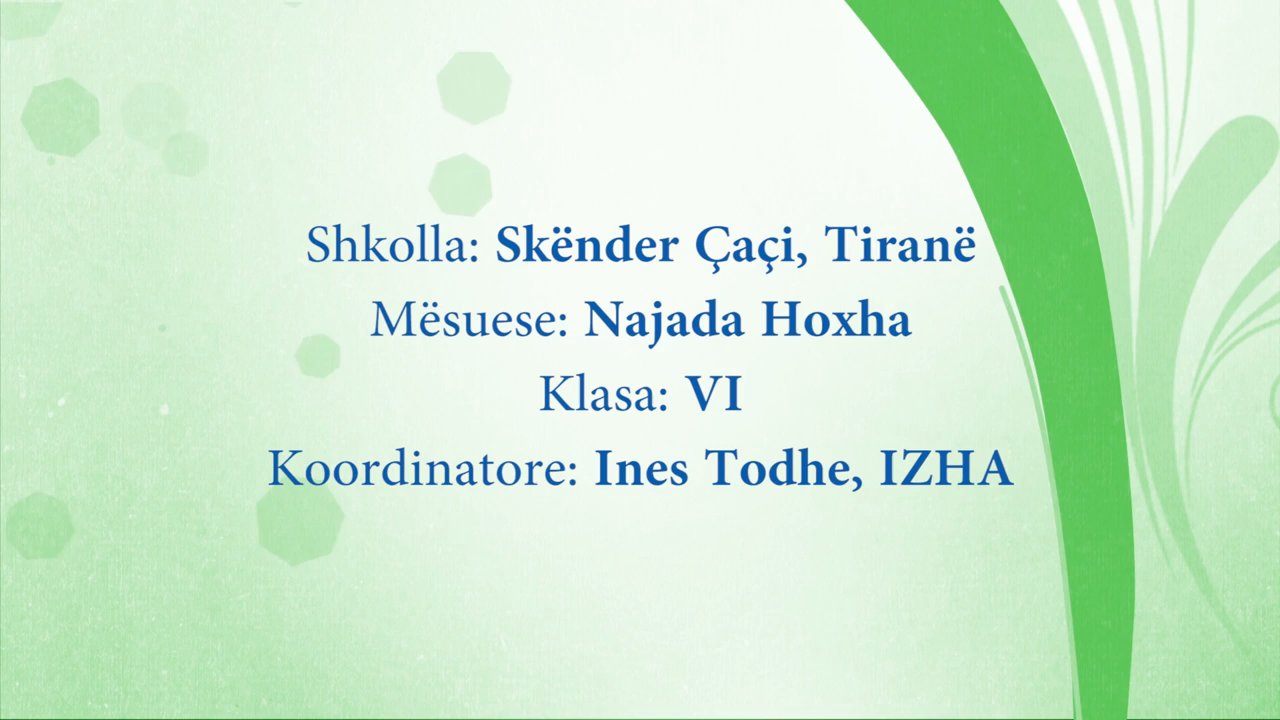 Shkolla: Skënder Çaçi, Tiranë
Mësuese: Najada Hoxha
Klasa: VI
Koordinatore: Ines Todhe, IZHA